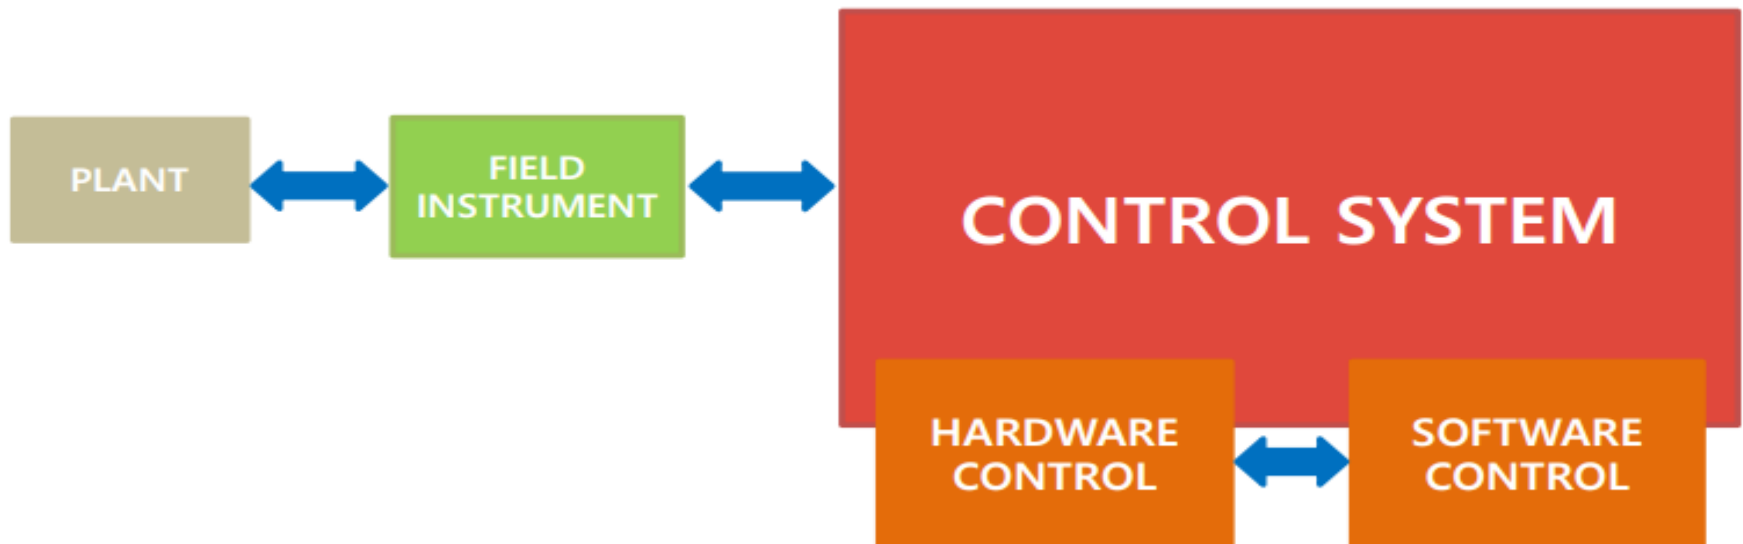 PLANT
FIELD
INSTRUMENT
CONTROL SYSTEM
HARDWARE
CONTROL
SOFTWARE
CONTROL